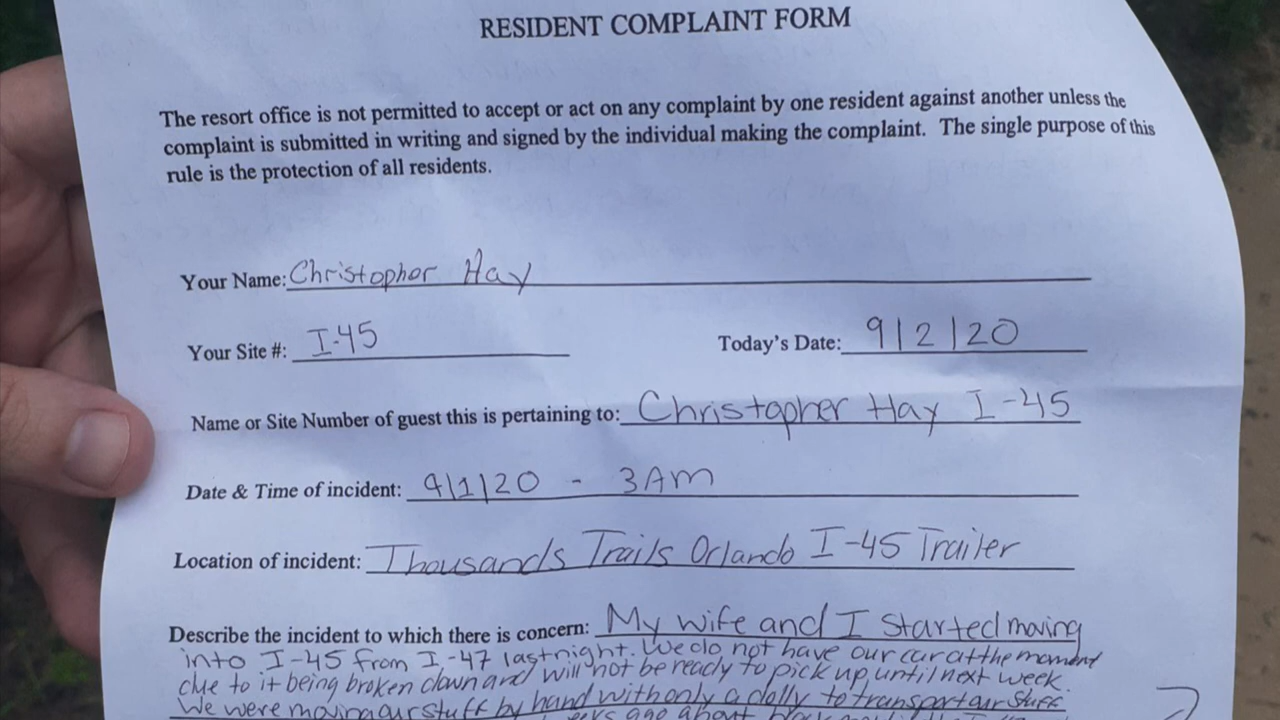 RESIDENT COMPLAINT FORM
The resort office is not permitted to accept or act on any complaint by one resident against another unless the
complaint is submitted in writing and signed by the individual making the complaint. The single purpose of this
rule is the protection of all residents.
Your Name: Christopher Hay
Your Site #: I-45 Today's Date: 9/2/20
Name or Site Number of guest this is pertaining to: Christopher Hay I-45
Date & Time of incident: 9/1/20 - 3AM
Location of incident: Thousands Trails Orlando I-45 Trailer
Describe the incident to which there is concern: My wife and I started moving
into I-45 from I-47 last night. We do not have our car at the moment
due to it being broken down and will not be ready to pick up, until next week.
We were moving our stuff by hand with only a dolly to transport our stuff
ago about